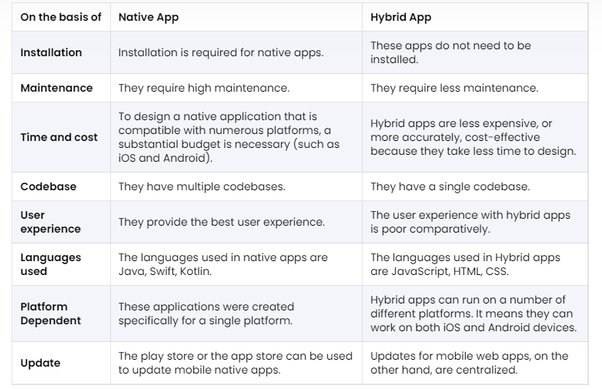 On the basis of Native App Hybrid App
Installation
Installation is required for native apps.
These apps do not need to be
installed.
Maintenance
They require high maintenance.
They require less maintenance.
Time and cost
To design a native application that is
compatible with numerous platforms, a
substantial budget is necessary (such as
iOS and Android).
Hybrid apps are less expensive, or
more accurately, cost-effective
because they take less time to design.
Codebase
They have multiple codebases.
They have a single codebase.
User
experience
They provide the best user experience.
The user experience with hybrid apps
is poor comparatively.
Languages
used
The languages used in native apps are
Java, Swift, Kotlin.
The languages used in Hybrid apps
are JavaScript, HTML, CSS.
Platform
Dependent
These applications were created
specifically for a single platform.
Hybrid apps can run on a number of
different platforms. It means they can
work on both iOS and Android devices.
Update
The play store or the app store can be used
to update mobile native apps.
Updates for mobile web apps, on the
other hand, are centralized.